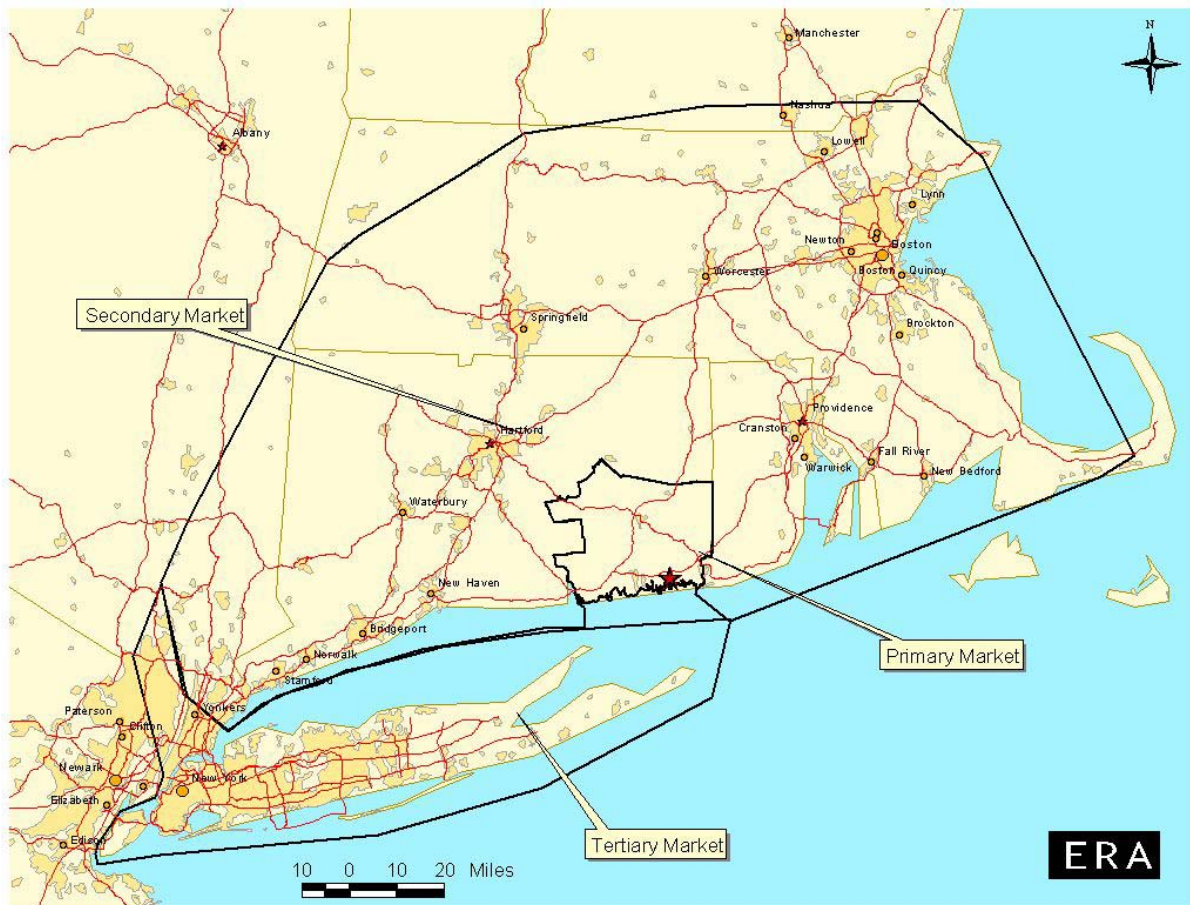 Manchester
N
Nashua
Albany
Lowell
Lynn
Newton
Boston
Boston
Quincy
Worcester
Secondary Market
Springfield
Brockton
Hartford
Providence
Cranston
Warwick
Fall River
New Bedford
Waterbury
New Haven
Bridgeport
Norwalk
Stamford
Primary Market
Yonkers
Paterson
Clifton
Newark
New York
Elizabeth
Edison
Tertiary Market
10 0 10 20 Miles
ERA